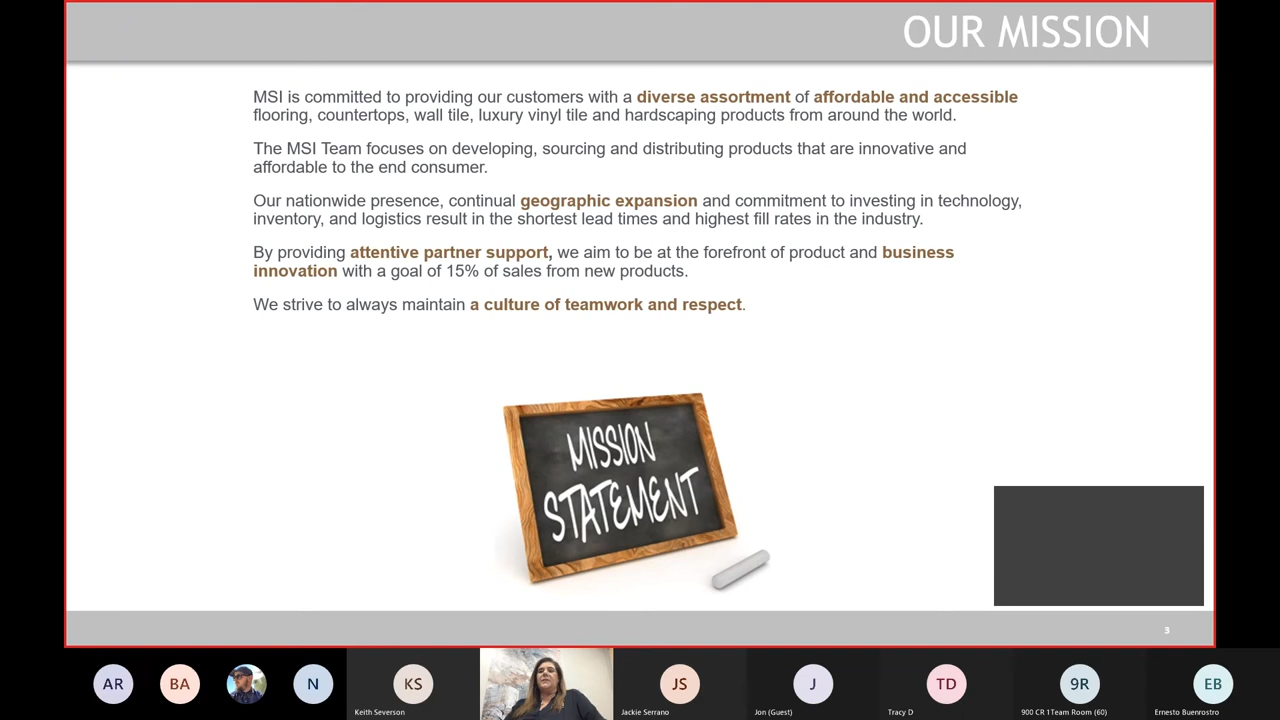 OUR MISSION
MSI is committed to providing our customers with a diverse assortment of affordable and accessible
flooring, countertops, wall tile, luxury vinyl tile and hardscaping products from around the world.
The MSI Team focuses on developing, sourcing and distributing products that are innovative and
affordable to the end consumer.
Our nationwide presence, continual geographic expansion and commitment to investing in technology,
inventory, and logistics result in the shortest lead times and highest fill rates in the industry.
By providing attentive partner support, we aim to be at the forefront of product and business
innovation with a goal of 15% of sales from new products.
We strive to always maintain a culture of teamwork and respect.
MISSION
STATEMENT
3
AR
BA
N
KS
JS
J
TD
9R
EB
Keith Severson
Jackie Serrano
Jon (Guest)
Tracy D
900 CR 1Team Room (60)
Ernesto Buenrostro